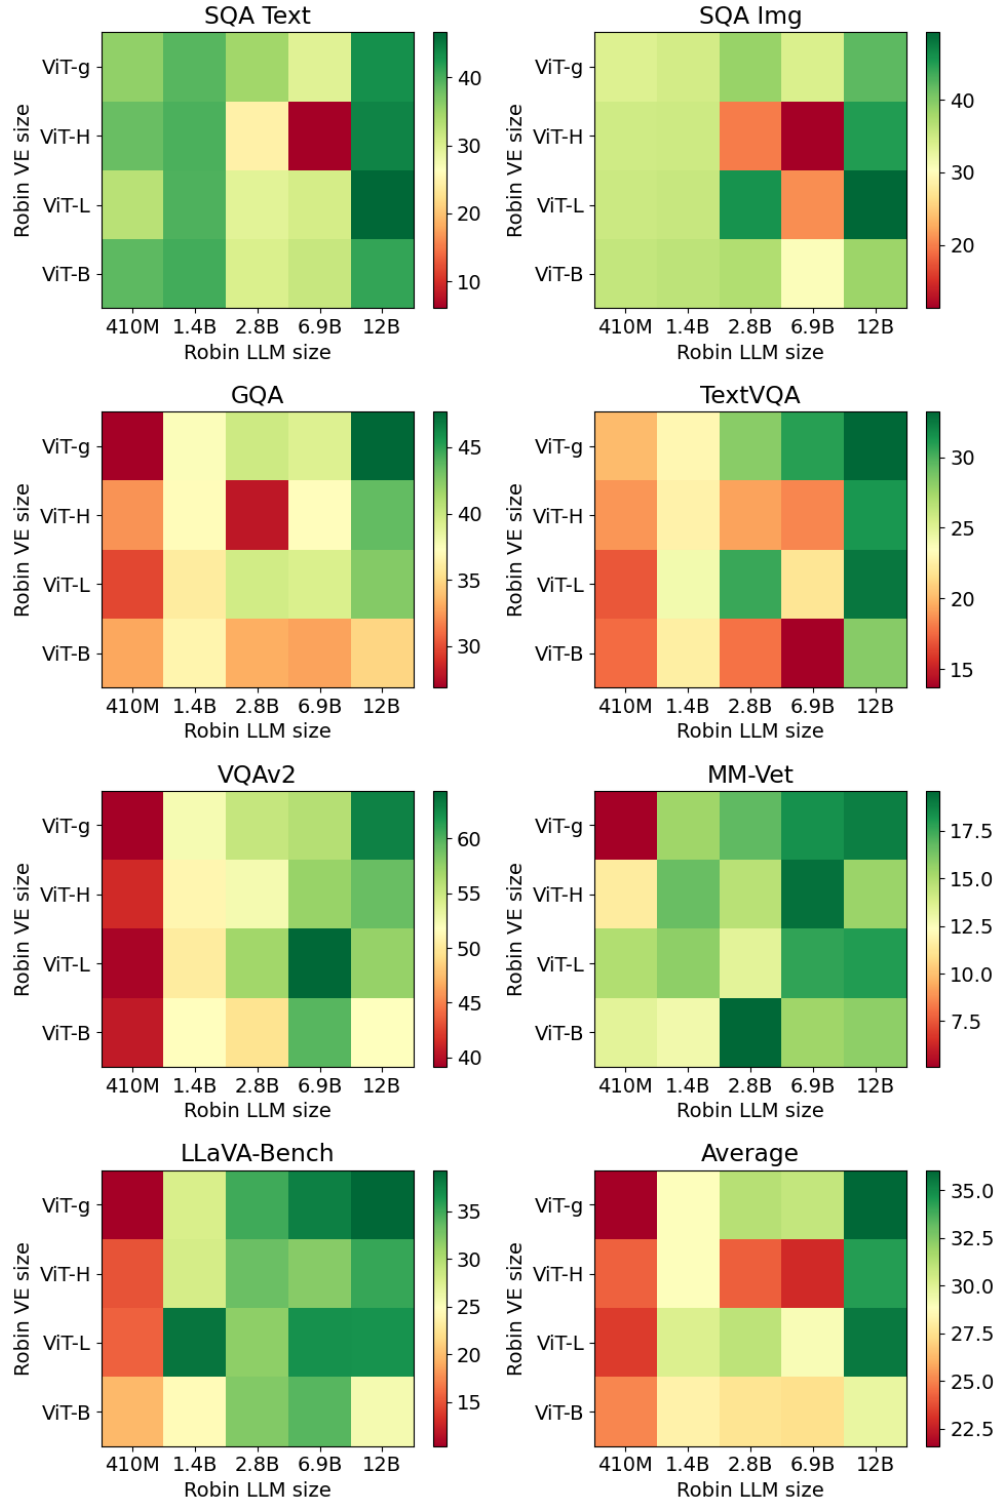 SQA Text
ViT-g
ViT-H
ViT-L
ViT-B
Robin VE size
410M 1.4B 2.8B 6.9B 12B
Robin LLM size
40
30
20
10
SQA Img
ViT-g
ViT-H
ViT-L
ViT-B
Robin VE size
410M 1.4B 2.8B 6.9B 12B
Robin LLM size
40
30
20
GQA
ViT-g
ViT-H
ViT-L
ViT-B
Robin VE size
410M 1.4B 2.8B 6.9B 12B
Robin LLM size
45
40
35
30
TextVQA
ViT-g
ViT-H
ViT-L
ViT-B
Robin VE size
410M 1.4B 2.8B 6.9B 12B
Robin LLM size
30
25
20
15
VQAv2
ViT-g
ViT-H
ViT-L
ViT-B
Robin VE size
410M 1.4B 2.8B 6.9B 12B
Robin LLM size
60
55
50
45
40
MM-Vet
ViT-g
ViT-H
ViT-L
ViT-B
Robin VE size
410M 1.4B 2.8B 6.9B 12B
Robin LLM size
17.5
15.0
12.5
10.0
7.5
LLaVA-Bench
ViT-g
ViT-H
ViT-L
ViT-B
Robin VE size
410M 1.4B 2.8B 6.9B 12B
Robin LLM size
35
30
25
20
15
Average
ViT-g
ViT-H
ViT-L
ViT-B
Robin VE size
410M 1.4B 2.8B 6.9B 12B
Robin LLM size
35.0
32.5
30.0
27.5
25.0
22.5